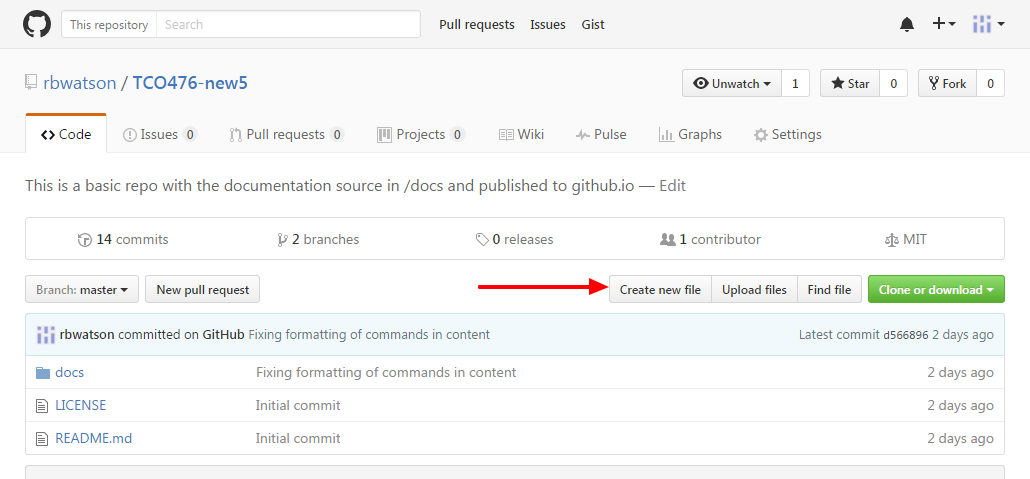 This repository Search Pull requests Issues Gist
rbwatson / TCO476-new5 Unwatch 1 Star 0 Fork 0
Code Issues 0 Pull requests 0 Projects 0 Wiki Pulse Graphs Settings
This is a basic repo with the documentation source in /docs and published to github.io — Edit
14 commits 2 branches 0 releases 1 contributor MIT
Branch: master New pull request Create new file Upload files Find file Clone or download
rbwatson committed on GitHub Fixing formatting of commands in content Latest commit d566896 2 days ago
docs Fixing formatting of commands in content 2 days ago
LICENSE Initial commit 2 days ago
README.md Initial commit 2 days ago